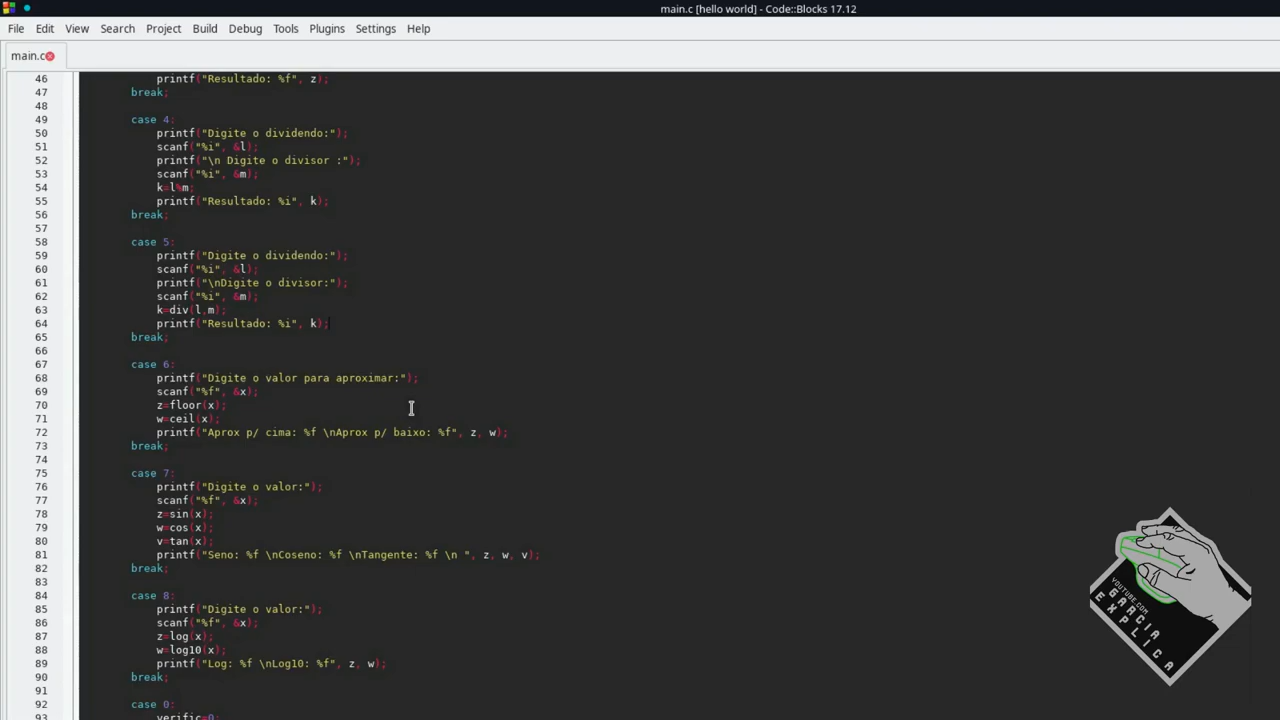 main.c [hello world] - Code::Blocks 17.12
File Edit View Search Project Build Debug Tools Plugins Settings Help
main.c
46 printf("Resultado: %f", z);
47 break;
48
49 case 4:
50 printf("Digite o dividendo:");
51 scanf("%i", &l);
52 printf("\n Digite o divisor :");
53 scanf("%i", &m);
54 k=l%m;
55 printf("Resultado: %i", k);
56 break;
57
58 case 5:
59 printf("Digite o dividendo:");
60 scanf("%i", &l);
61 printf("\nDigite o divisor:");
62 scanf("%i", &m);
63 k=div(l,m);
64 printf("Resultado: %i", k);
65 break;
66
67 case 6:
68 printf("Digite o valor para aproximar:");
69 scanf("%f", &x);
70 z=floor(x);
71 w=ceil(x);
72 printf("Aprox p/ cima: %f \nAprox p/ baixo: %f", z, w);
73 break;
74
75 case 7:
76 printf("Digite o valor:");
77 scanf("%f", &x);
78 z=sin(x);
79 w=cos(x);
80 v=tan(x);
81 printf("Seno: %f \nCoseno: %f \nTangente: %f \n ", z, w, v);
82 break;
83
84 case 8:
85 printf("Digite o valor:");
86 scanf("%f", &x);
87 z=log(x);
88 w=log10(x);
89 printf("Log: %f \nLog10: %f", z, w);
90 break;
91
92 case 0:
93 verific=0;
YOUTUBE.COM
GARCIA
EXPLICA